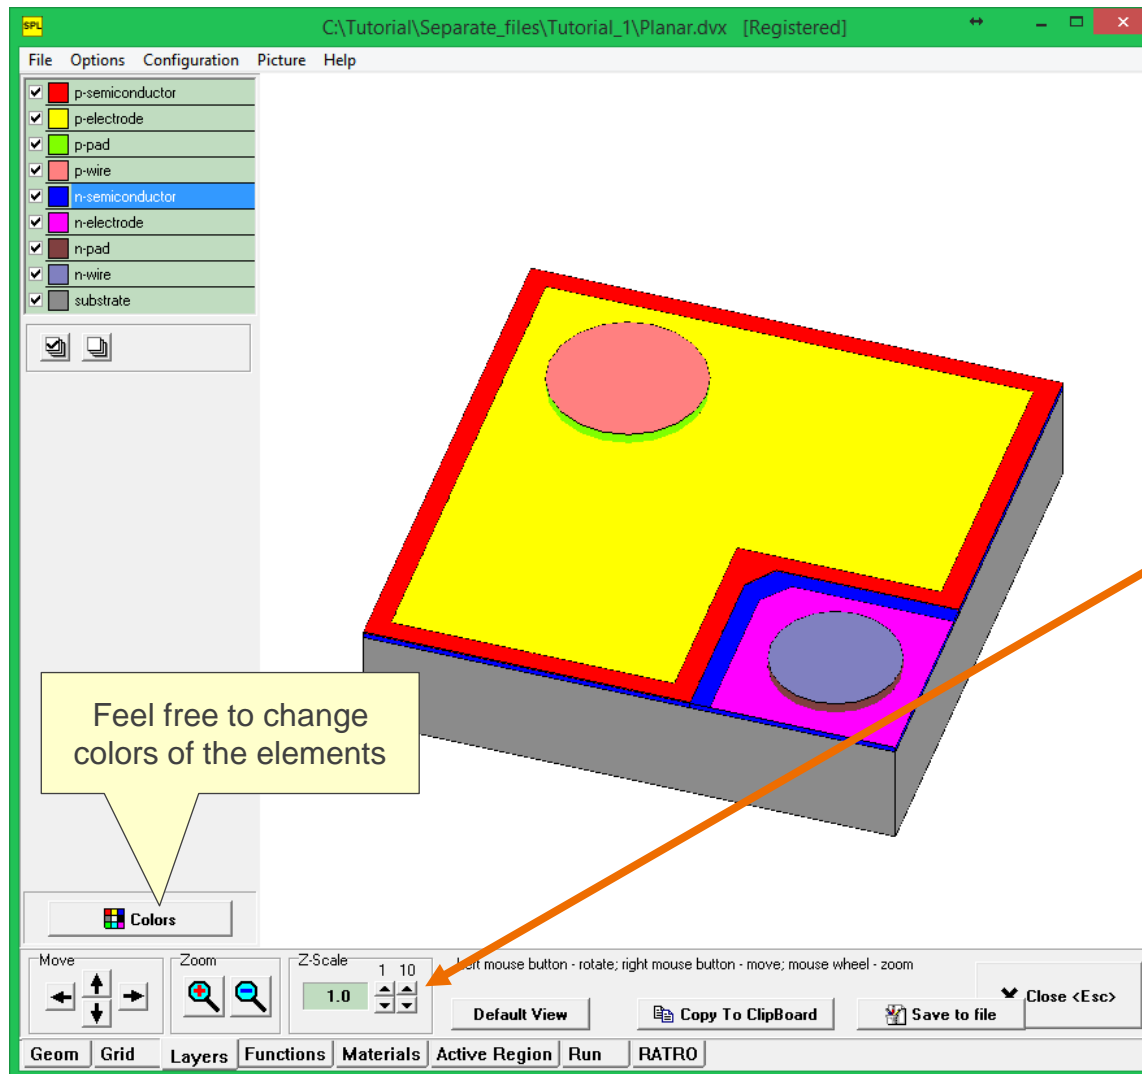 SPL
C:\Tutorial\Separate_files\Tutorial_1\Planar.dvx [Registered]
File Options Configuration Picture Help
p-semiconductor
p-electrode
p-pad
p-wire
n-semiconductor
n-electrode
n-pad
n-wire
substrate
Feel free to change
colors of the elements
Colors
Move
Zoom
Z-Scale
1 10
1.0
Left mouse button - rotate; right mouse button - move; mouse wheel - zoom
Default View
Copy To ClipBoard
Save to file
Close <Esc>
Geom Grid Layers Functions Materials Active Region Run RATRO